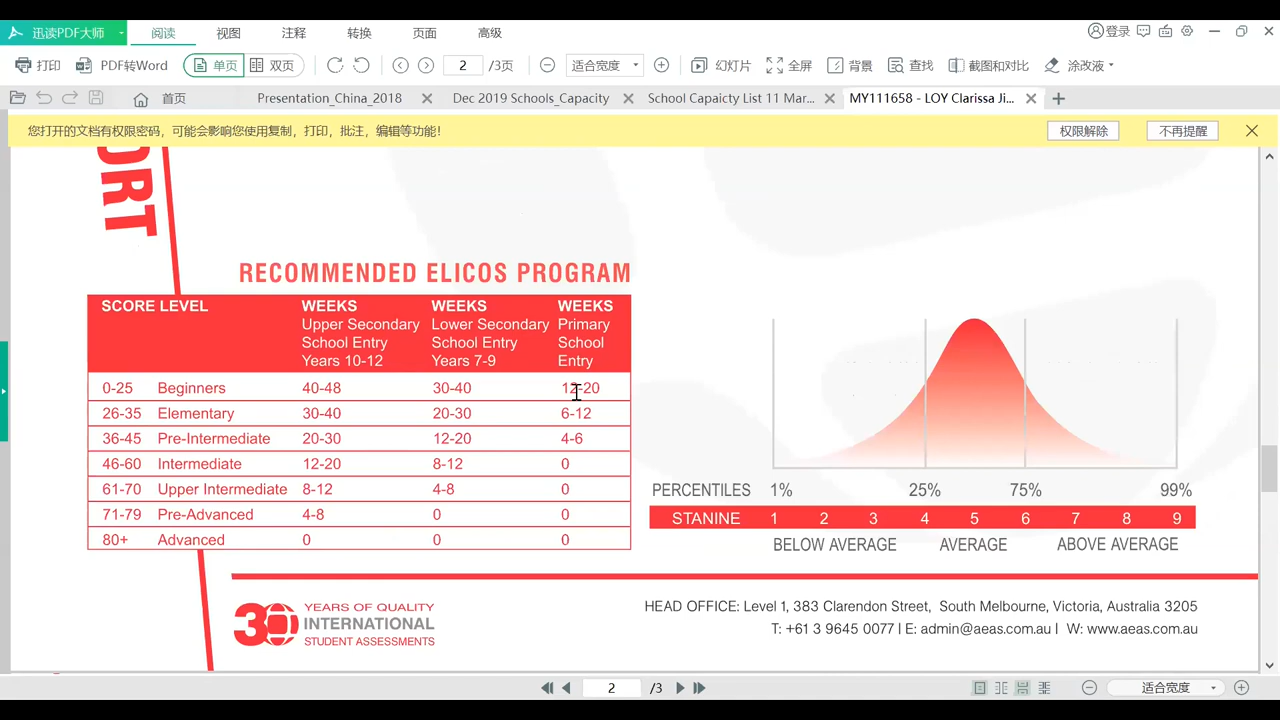 迅读PDF大师 阅读 视图 注释 转换 页面 高级 登录
打印 PDF转Word 单页 双页 2 /3页 适合宽度 幻灯片 全屏 背景 查找 截图和对比 涂改液
首页 Presentation_China_2018 Dec 2019 Schools_Capacity School Capaicty List 11 Mar... MY111658 - LOY Clarissa Ji...
您打开的文档有权限密码，可能会影响您使用复制，打印，批注，编辑等功能! 权限解除 不再提醒
ORT
RECOMMENDED ELICOS PROGRAM
SCORE LEVEL WEEKS WEEKS WEEKS
Upper Secondary Lower Secondary Primary
School Entry School Entry School
Years 10-12 Years 7-9 Entry
0-25 Beginners 40-48 30-40 12-20
26-35 Elementary 30-40 20-30 6-12
36-45 Pre-Intermediate 20-30 12-20 4-6
46-60 Intermediate 12-20 8-12 0
61-70 Upper Intermediate 8-12 4-8 0
71-79 Pre-Advanced 4-8 0 0
80+ Advanced 0 0 0
PERCENTILES 1% 25% 75% 99%
STANINE 1 2 3 4 5 6 7 8 9
BELOW AVERAGE AVERAGE ABOVE AVERAGE
30 YEARS OF QUALITY
INTERNATIONAL
STUDENT ASSESSMENTS
HEAD OFFICE: Level 1, 383 Clarendon Street, South Melbourne, Victoria, Australia 3205
T: +61 3 9645 0077 I E: admin@aeas.com.au I W: www.aeas.com.au
2 /3 适合宽度